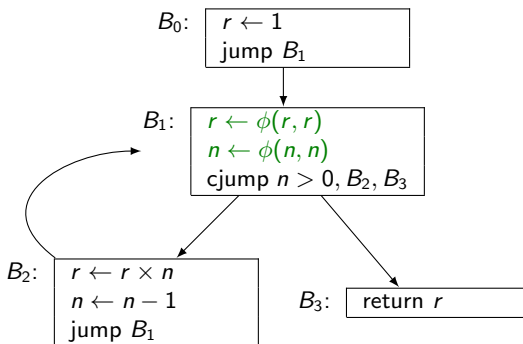 B₀:
r ← 1
jump B₁
B₁:
r ← ϕ(r, r)
n ← ϕ(n, n)
cjump n > 0, B₂, B₃
B₂:
r ← r × n
n ← n − 1
jump B₁
B₃:
return r